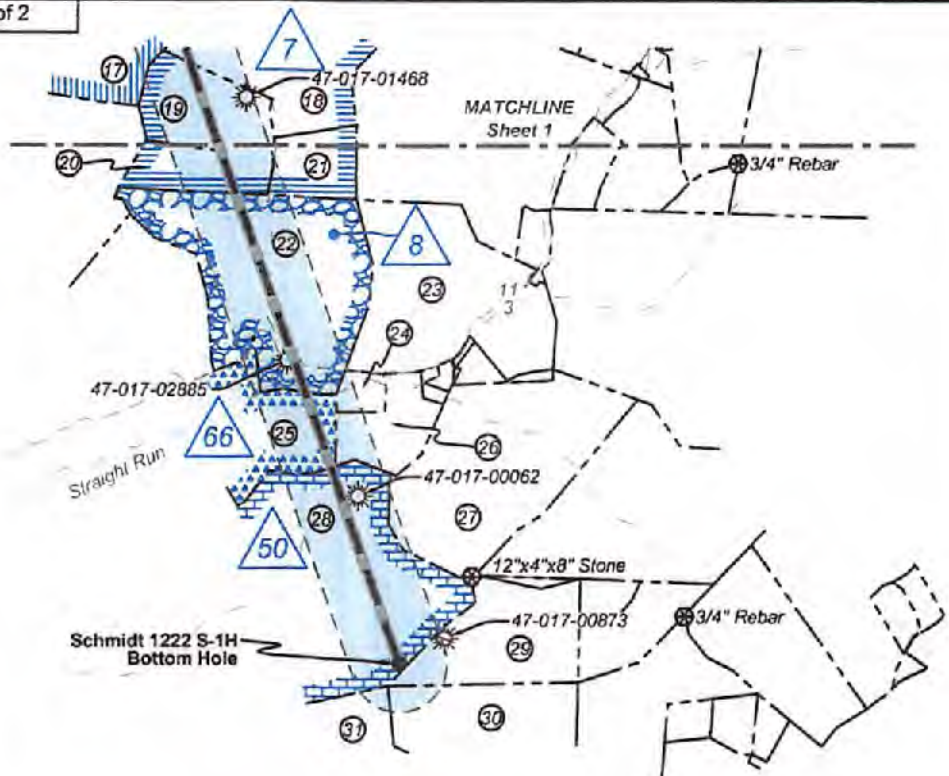 of 2
7
17
47-017-01468
19
18
MATCHLINE
Sheet 1
20
21
3/4" Rebar
22
8
23
11
3
24
47-017-02885
66
25
26
Straight Run
47-017-00062
28
27
50
12"x4"x8" Stone
47-017-00873
3/4" Rebar
Schmidt 1222 S-1H
Bottom Hole
29
31
30